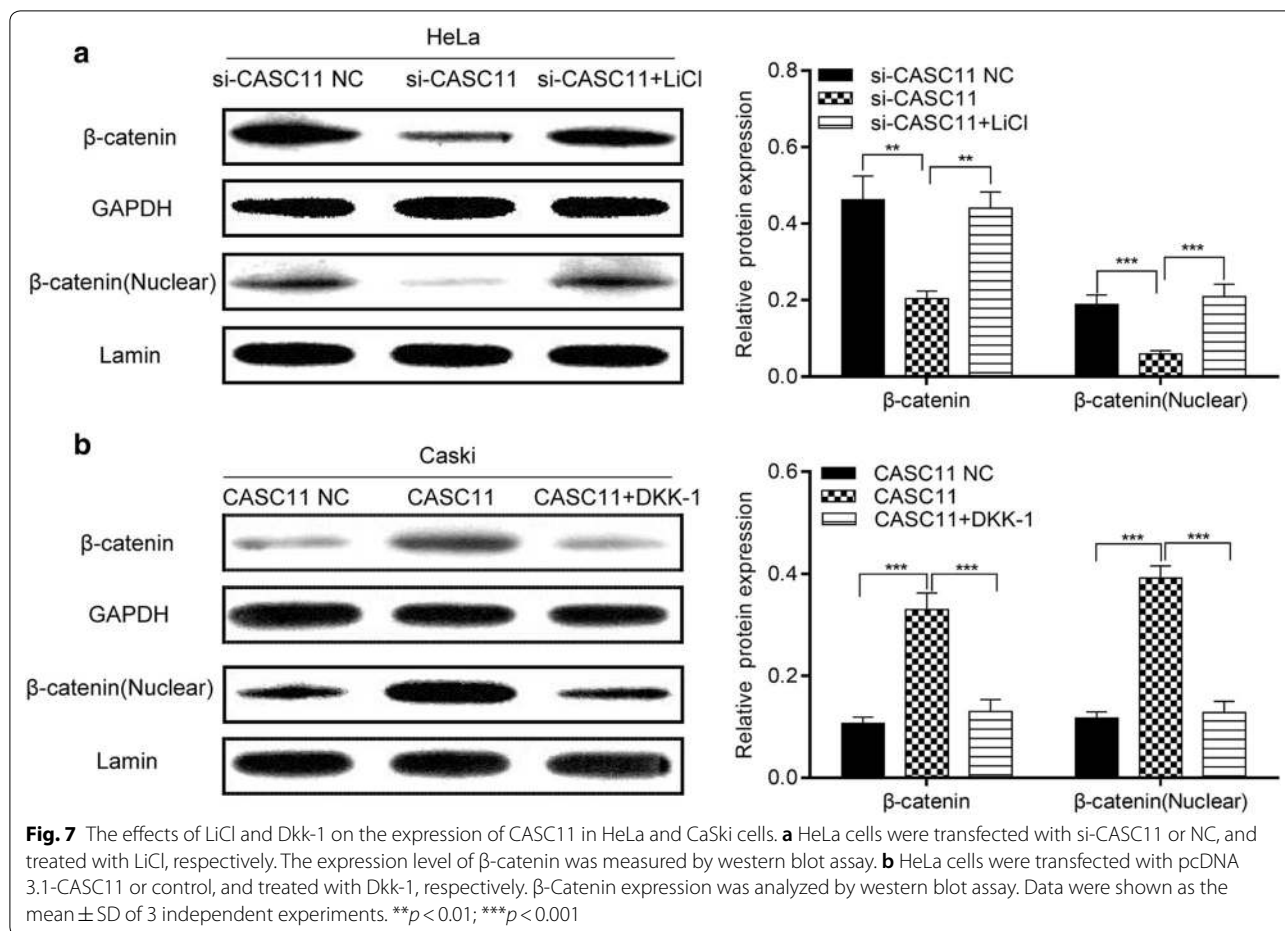 a
HeLa
si-CASC11 NC si-CASC11 si-CASC11+LiCl
β-catenin
GAPDH
β-catenin(Nuclear)
Lamin
si-CASC11 NC
si-CASC11
si-CASC11+LiCl
Relative protein expression
0.8
0.6
0.4
0.2
0.0
** **
*** ***
β-catenin β-catenin(Nuclear)
b
Caski
CASC11 NC CASC11 CASC11+DKK-1
β-catenin
GAPDH
β-catenin(Nuclear)
Lamin
CASC11 NC
CASC11
CASC11+DKK-1
Relative protein expression
0.6
0.4
0.2
0.0
*** ***
*** ***
β-catenin β-catenin(Nuclear)
Fig. 7 The effects of LiCl and Dkk-1 on the expression of CASC11 in HeLa and CaSki cells. a HeLa cells were transfected with si-CASC11 or NC, and
treated with LiCl, respectively. The expression level of β-catenin was measured by western blot assay. b HeLa cells were transfected with pcDNA
3.1-CASC11 or control, and treated with Dkk-1, respectively. β-Catenin expression was analyzed by western blot assay. Data were shown as the
mean ± SD of 3 independent experiments. **p < 0.01; ***p < 0.001